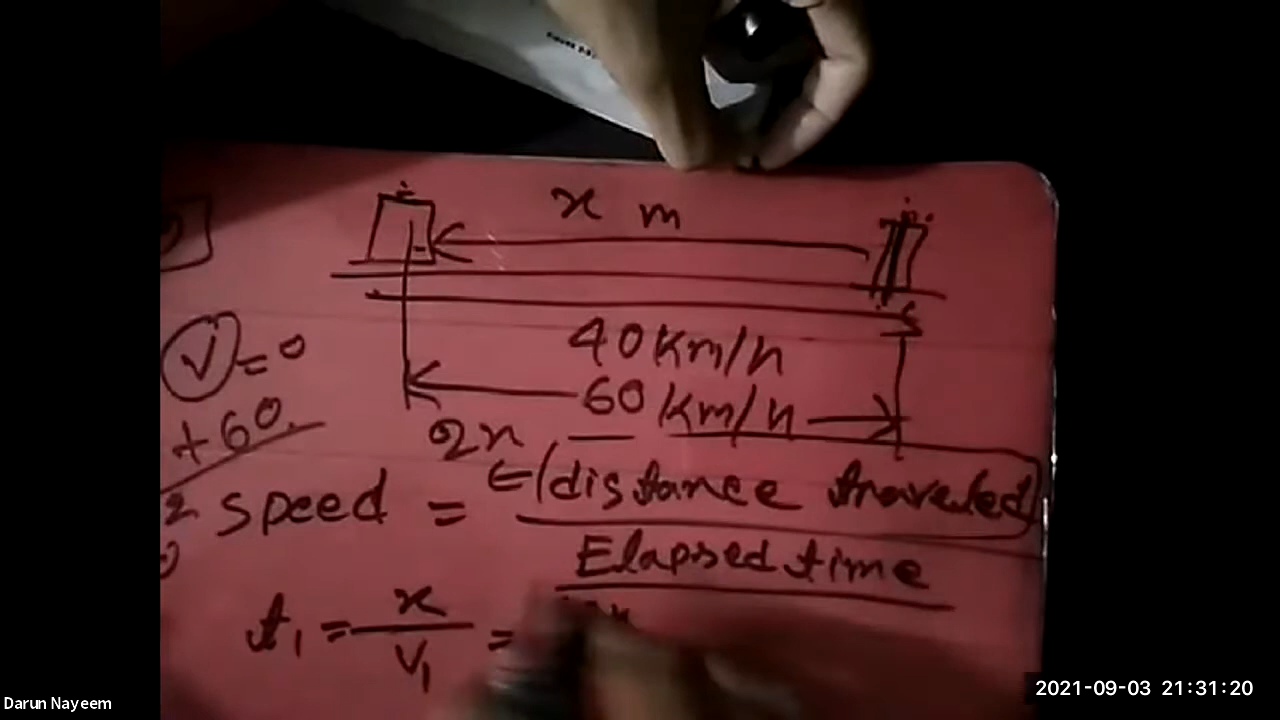 x m
40 km/h
60 km/h
V = 0
+ 60
2x
2
speed = (distance traveled)
Elapsed time
t₁ = x / V₁ =
Darun Nayeem
2021-09-03 21:31:20